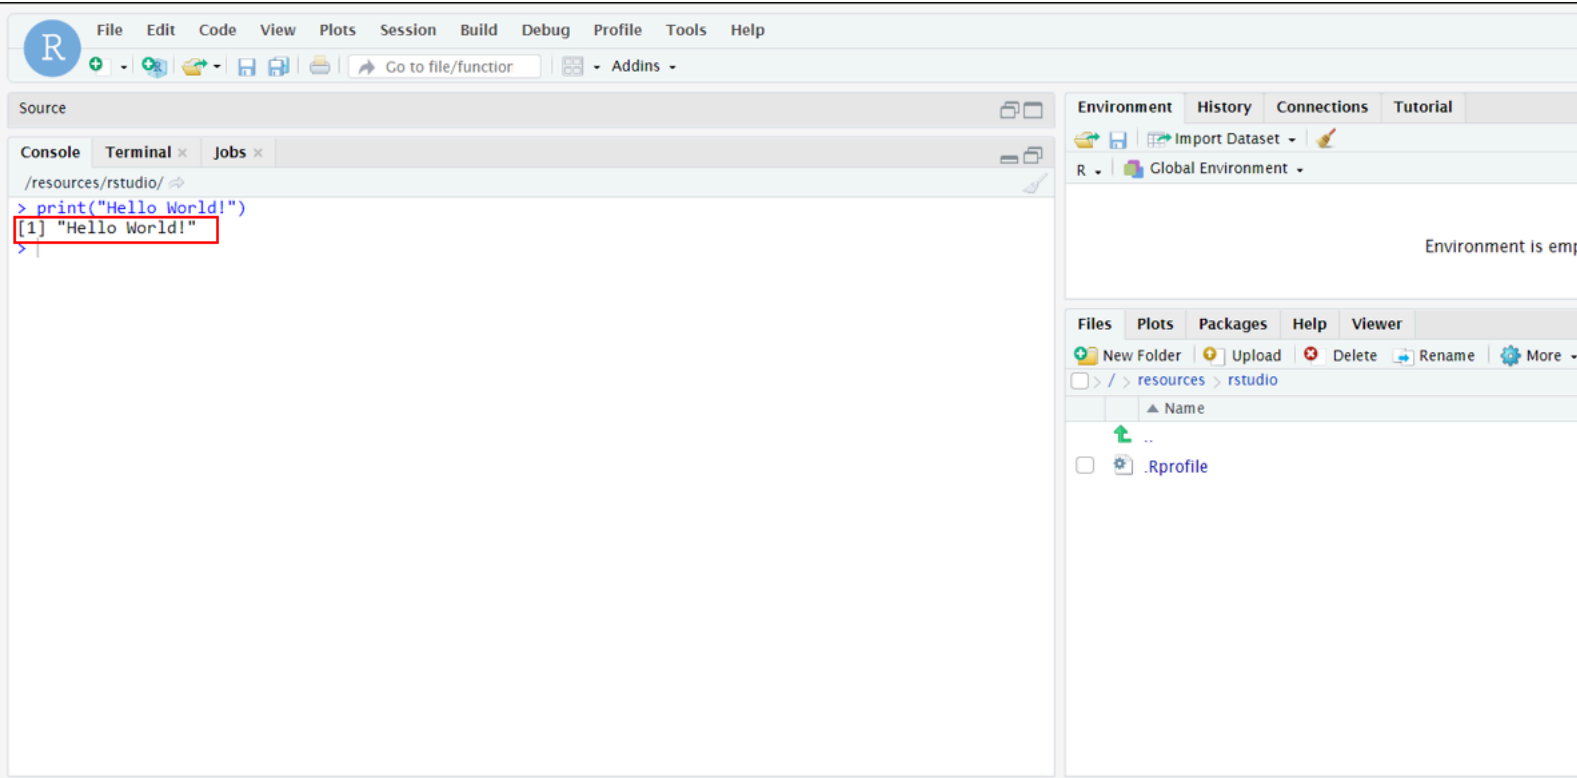 R
File Edit Code View Plots Session Build Debug Profile Tools Help
R
Go to file/function
Addins
Source
Console Terminal Jobs
/resources/rstudio/
> print("Hello World!")
[1] "Hello World!"
>
Environment History Connections Tutorial
Import Dataset
R Global Environment
Environment is emp
Files Plots Packages Help Viewer
New Folder Upload Delete Rename More
/ resources rstudio
Name
..
.Rprofile